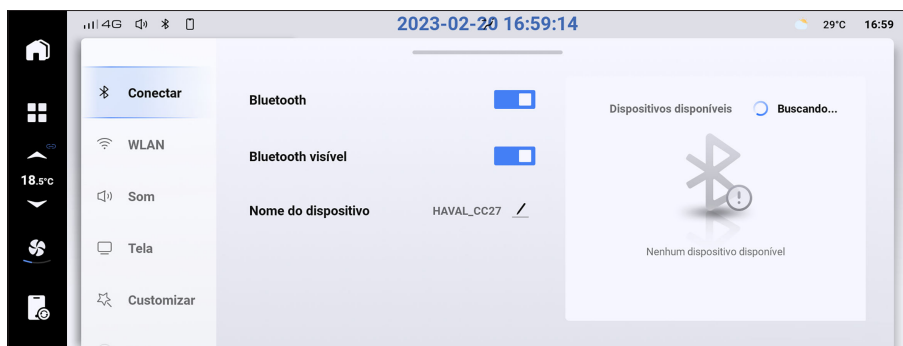 4G
2023-02-20 16:59:14
29°C 16:59
Conectar
WLAN
Som
Tela
Customizar
18.5°C
Bluetooth
Bluetooth visível
Nome do dispositivo HAVAL_CC27
Dispositivos disponíveis Buscando...
Nenhum dispositivo disponível